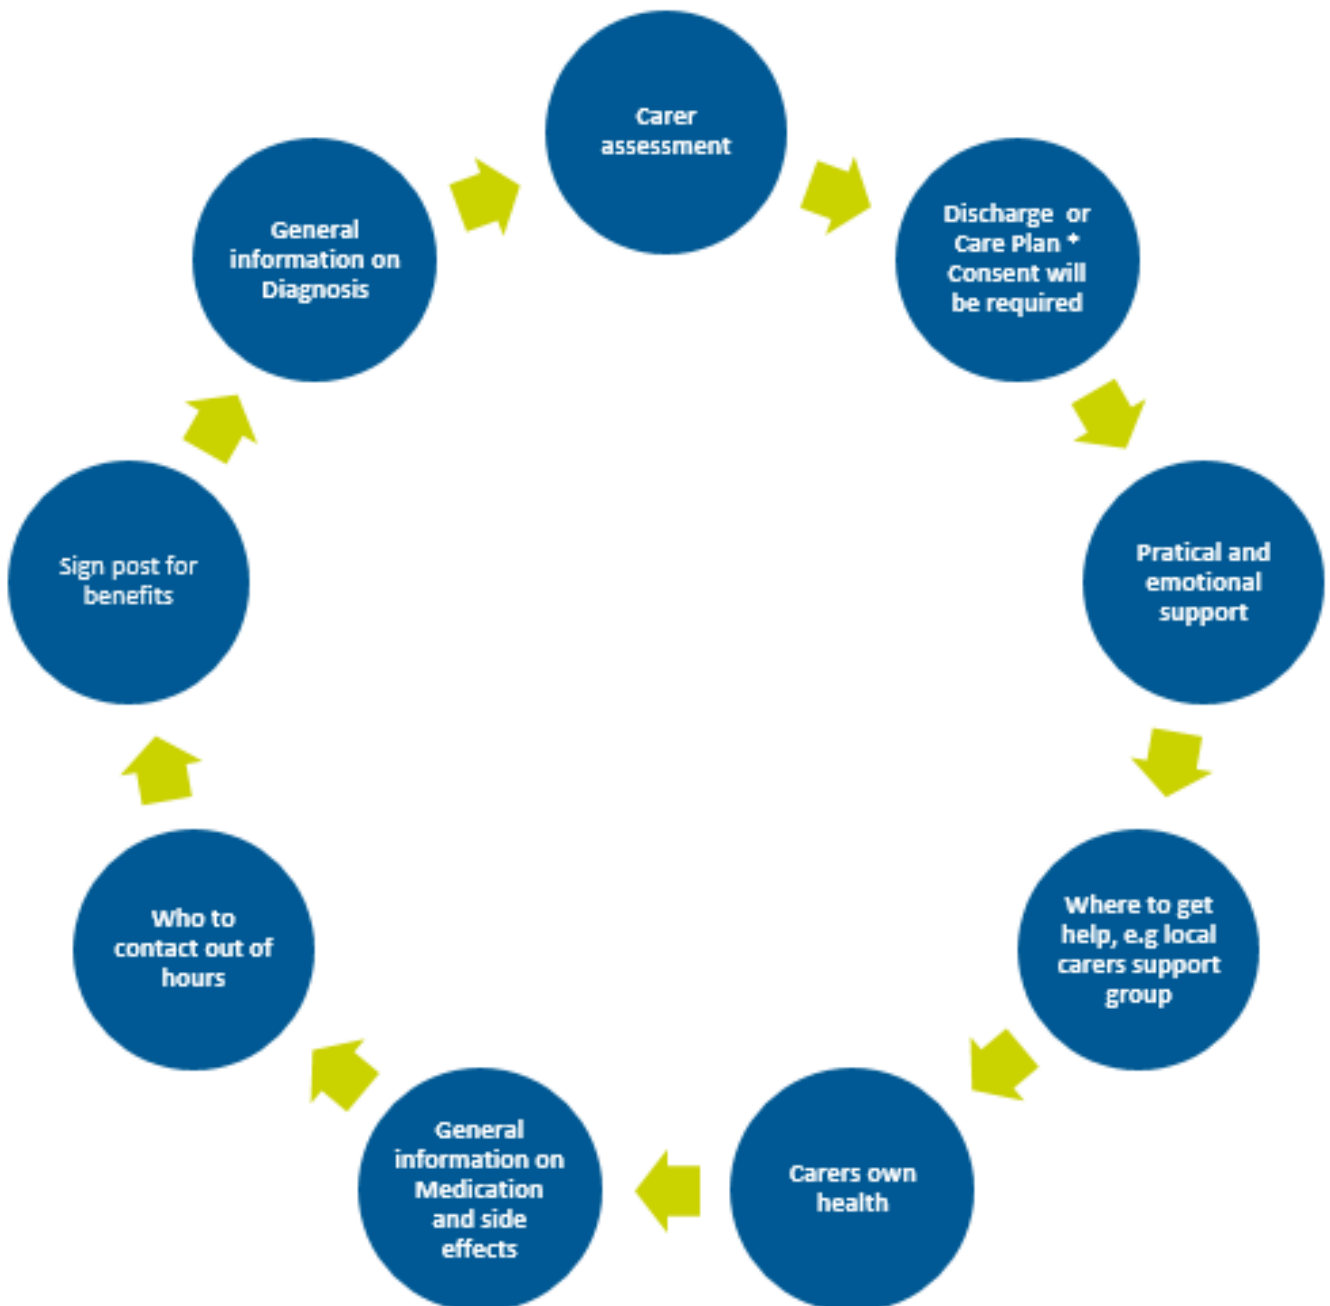 Carer
assessment
Discharge or
Care Plan *
Consent will
be required
Pratical and
emotional
support
Where to get
help, e.g local
carers support
group
Carers own
health
General
information on
Medication
and side
effects
Who to
contact out of
hours
Sign post for
benefits
General
information on
Diagnosis